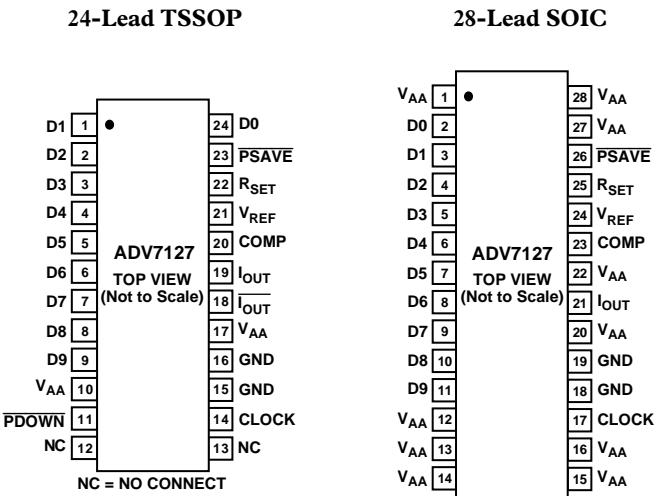 24-Lead TSSOP
D1 1 24 D0
D2 2 23 PSAVE
D3 3 22 RSET
D4 4 21 VREF
D5 5 20 COMP
D6 6 19 IOUT
D7 7 18 IOUT
D8 8 17 VAA
D9 9 16 GND
VAA 10 15 GND
PDOWN 11 14 CLOCK
NC 12 13 NC
ADV7127
TOP VIEW
(Not to Scale)
NC = NO CONNECT
28-Lead SOIC
VAA 1 28 VAA
D0 2 27 VAA
D1 3 26 PSAVE
D2 4 25 RSET
D3 5 24 VREF
D4 6 23 COMP
D5 7 22 VAA
D6 8 21 IOUT
D7 9 20 VAA
D8 10 19 GND
D9 11 18 GND
VAA 12 17 CLOCK
VAA 13 16 VAA
VAA 14 15 VAA
ADV7127
TOP VIEW
(Not to Scale)